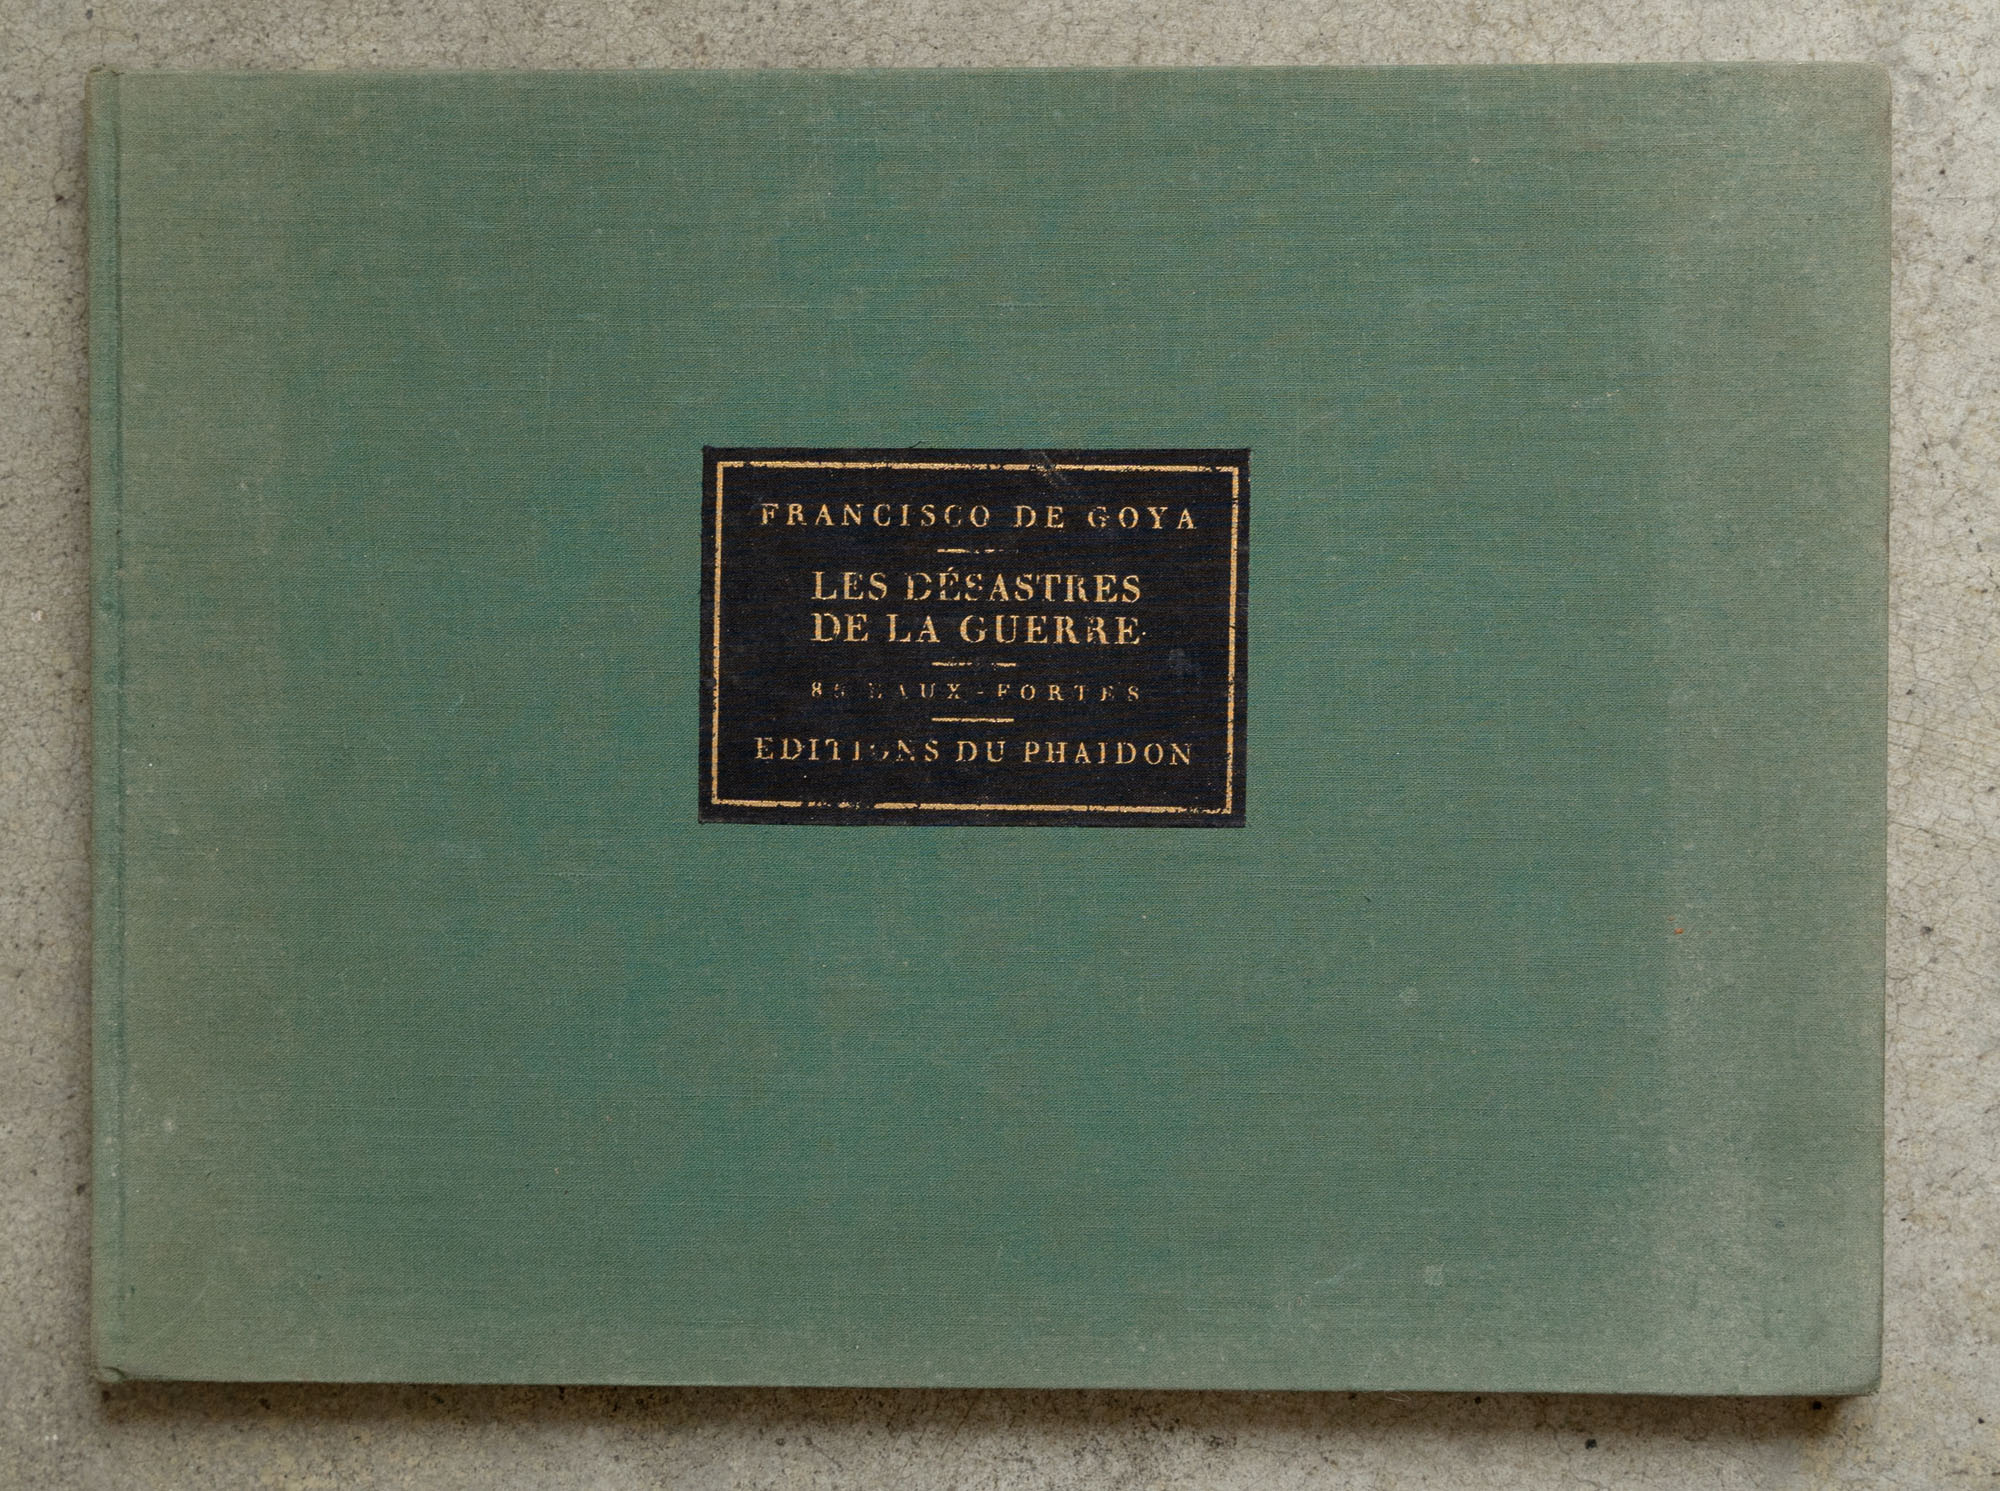 FRANCISCO DE GOYA
LES DÉSASTRES
DE LA GUERRE
85 EAUX-FORTES
EDITIONS DU PHAIDON